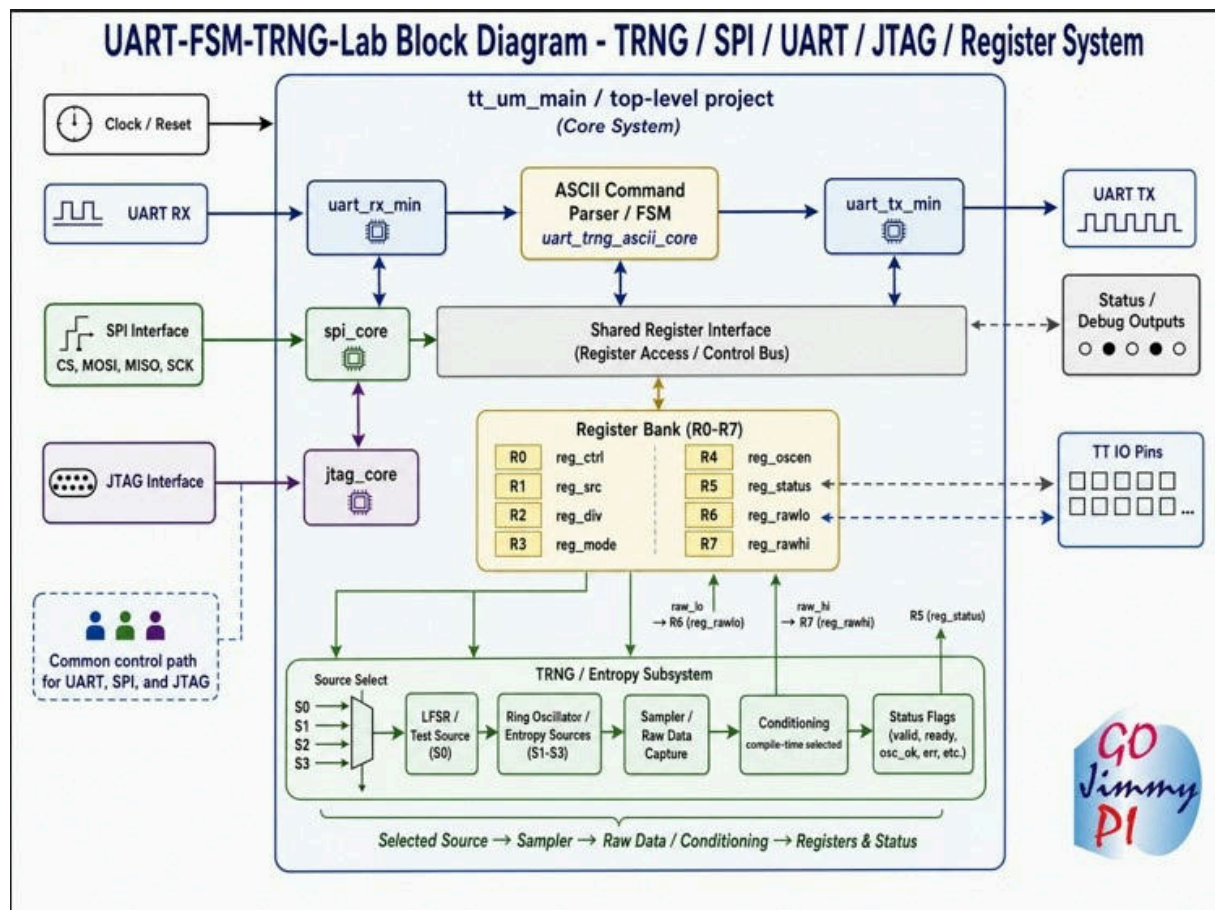 UART-FSM-TRNG-Lab Block Diagram - TRNG / SPI / UART / JTAG / Register System
tt_um_main / top-level project
(Core System)
Clock / Reset
UART RX
uart_rx_min
ASCII Command
Parser / FSM
uart_trng_ascii_core
uart_tx_min
UART TX
SPI Interface
CS, MOSI, MISO, SCK
spi_core
Shared Register Interface
(Register Access / Control Bus)
Status /
Debug Outputs
JTAG Interface
jtag_core
Register Bank (R0-R7)
R0 reg_ctrl
R1 reg_src
R2 reg_div
R3 reg_mode
R4 reg_oscen
R5 reg_status
R6 reg_rawlo
R7 reg_rawhi
TT IO Pins
...
Common control path
for UART, SPI, and JTAG
raw_lo
→ R6 (reg_rawlo)
raw_hi
→ R7 (reg_rawhi)
R5 (reg_status)
TRNG / Entropy Subsystem
Source Select
S0
S1
S2
S3
LFSR /
Test Source
(S0)
Ring Oscillator /
Entropy Sources
(S1-S3)
Sampler /
Raw Data
Capture
Conditioning
compile-time selected
Status Flags
(valid, ready,
osc_ok, err, etc.)
Selected Source → Sampler → Raw Data / Conditioning → Registers & Status
GO
Jimmy
PI